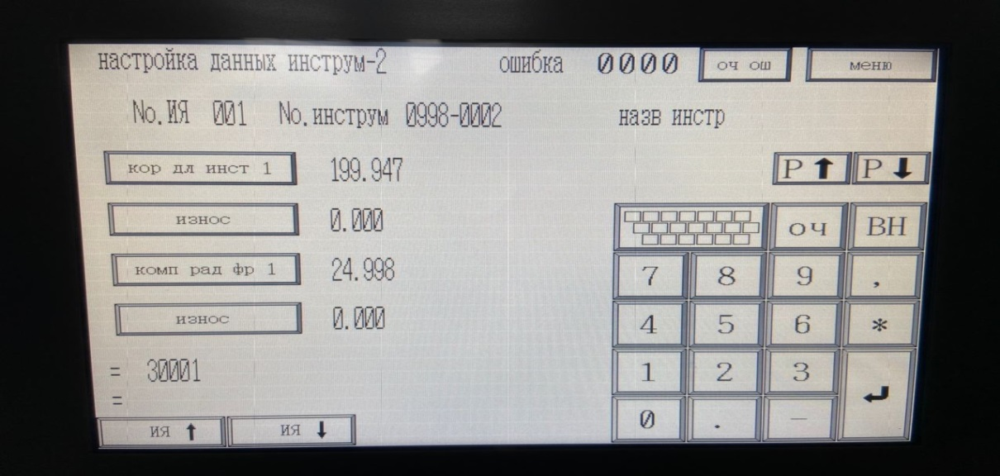 настройка данных инструм-2 ошибка 0000 оч ош меню
No. ИЯ 001 No. инструм 0998-0002 назв инстр
кор дл инст 1 199.947 P ⬆ P ⬇
износ 0.000 оч ВН
комп рад фр 1 24.998 7 8 9 ,
износ 0.000 4 5 6 *
= 30001 1 2 3
=
ИЯ ⬆ ИЯ ⬇ 0 . —